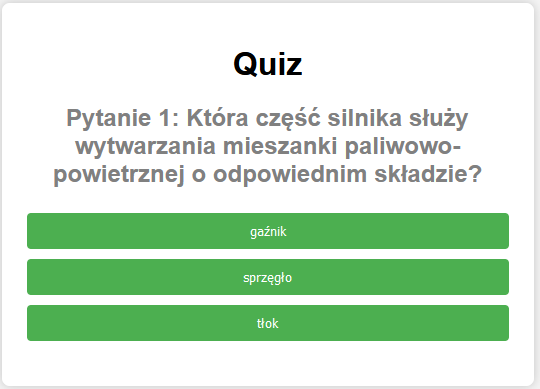 Quiz
Pytanie 1: Która część silnika służy
wytwarzania mieszanki paliwowo-
powietrznej o odpowiednim składzie?
gaźnik
sprzęgło
tłok